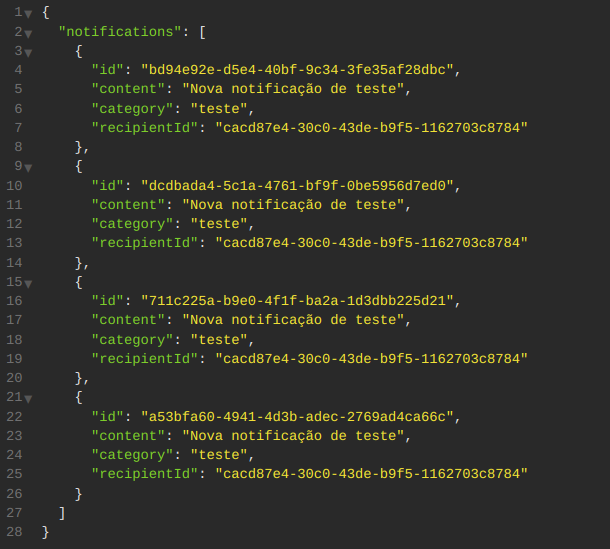 1 {
2 "notifications": [
3 {
4 "id": "bd94e92e-d5e4-40bf-9c34-3fe35af28dbc",
5 "content": "Nova notificação de teste",
6 "category": "teste",
7 "recipientId": "cacd87e4-30c0-43de-b9f5-1162703c8784"
8 },
9 {
10 "id": "dcdbada4-5c1a-4761-bf9f-0be5956d7ed0",
11 "content": "Nova notificação de teste",
12 "category": "teste",
13 "recipientId": "cacd87e4-30c0-43de-b9f5-1162703c8784"
14 },
15 {
16 "id": "711c225a-b9e0-4f1f-ba2a-1d3dbb225d21",
17 "content": "Nova notificação de teste",
18 "category": "teste",
19 "recipientId": "cacd87e4-30c0-43de-b9f5-1162703c8784"
20 },
21 {
22 "id": "a53bfa60-4941-4d3b-adec-2769ad4ca66c",
23 "content": "Nova notificação de teste",
24 "category": "teste",
25 "recipientId": "cacd87e4-30c0-43de-b9f5-1162703c8784"
26 }
27 ]
28 }